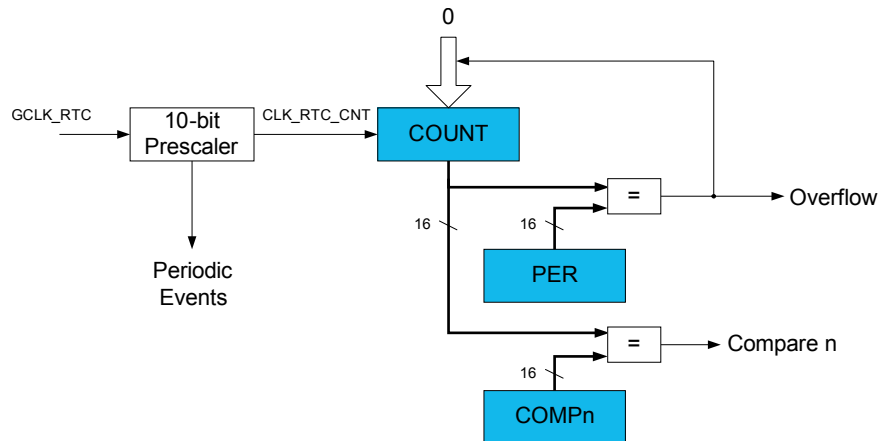 0
GCLK_RTC
10-bit
Prescaler
CLK_RTC_CNT
COUNT
=
Overflow
16
16
Periodic
Events
PER
=
Compare n
16
COMPn